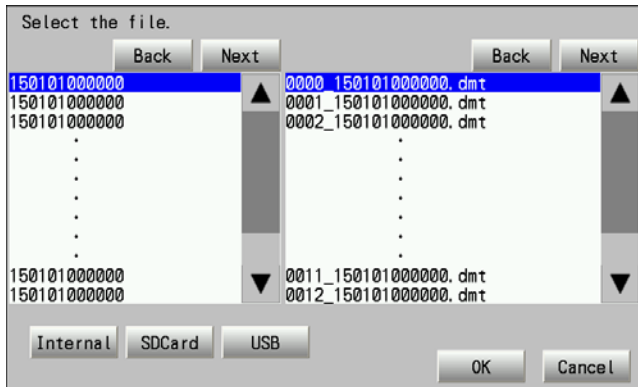 Select the file.
Back Next Back Next
150101000000 0000_150101000000.dmt
150101000000 0001_150101000000.dmt
150101000000 0002_150101000000.dmt
. .
. .
. .
. .
. .
. .
. .
150101000000 0011_150101000000.dmt
150101000000 0012_150101000000.dmt
Internal SDCard USB
OK Cancel